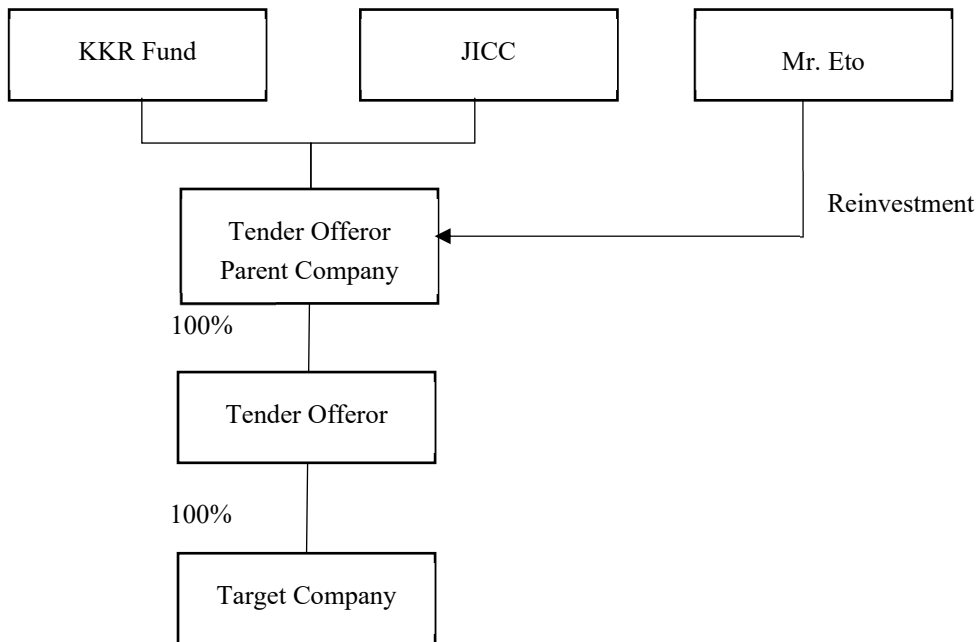 KKR Fund
JICC
Mr. Eto
Reinvestment
Tender Offeror
Parent Company
100%
Tender Offeror
100%
Target Company